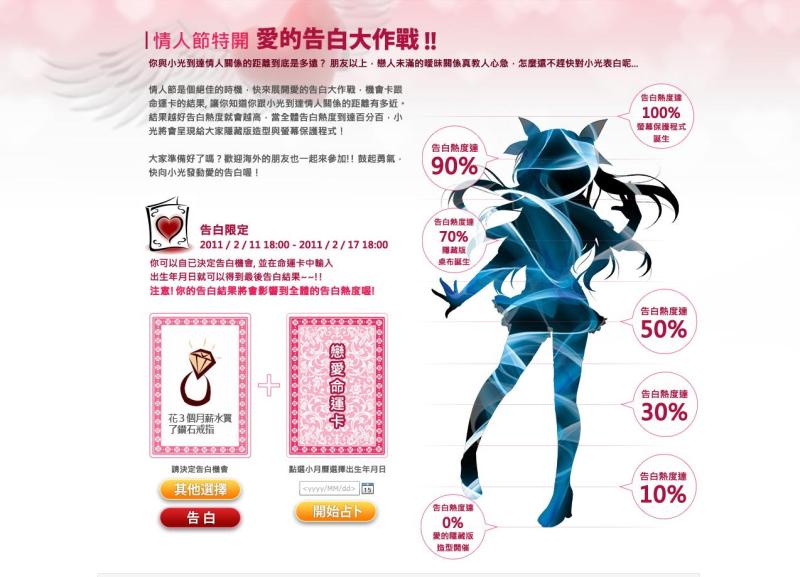 情人節特開 愛的告白大作戰!!
你與小光到達情人關係的距離到底是多遠？ 朋友以上，戀人未滿的曖昧關係真教人心急，怎麼還不趕快對小光表白呢...
情人節是個絕佳的時機，快來展開愛的告白大作戰，機會卡跟
命運卡的結果, 讓你知道你跟小光到達情人關係的距離有多近。
結果越好告白熱度就會越高，當全體告白熱度到達百分百，小
光將會呈現給大家隱藏版造型與螢幕保護程式！
大家準備好了嗎？歡迎海外的朋友也一起來參加!! 鼓起勇氣，
快向小光發動愛的告白喔！
告白限定
2011 / 2 / 11 18:00 - 2011 / 2 / 17 18:00
你可以自已決定告白機會, 並在命運卡中輸入
出生年月日就可以得到最後告白結果~~!!
注意! 你的告白結果將會影響到全體的告白熱度喔!
花３個月薪水買
了鑽石戒指
戀愛命運卡
請決定告白機會
點選小月曆選擇出生年月日
其他選擇
<yyyy/MM/dd>
15
告白
開始占卜
告白熱度達
100%
螢幕保護程式
誕生
告白熱度達
90%
告白熱度達
70%
隱藏版
桌布誕生
告白熱度達
50%
告白熱度達
30%
告白熱度達
10%
告白熱度達
0%
愛的隱藏版
造型開催